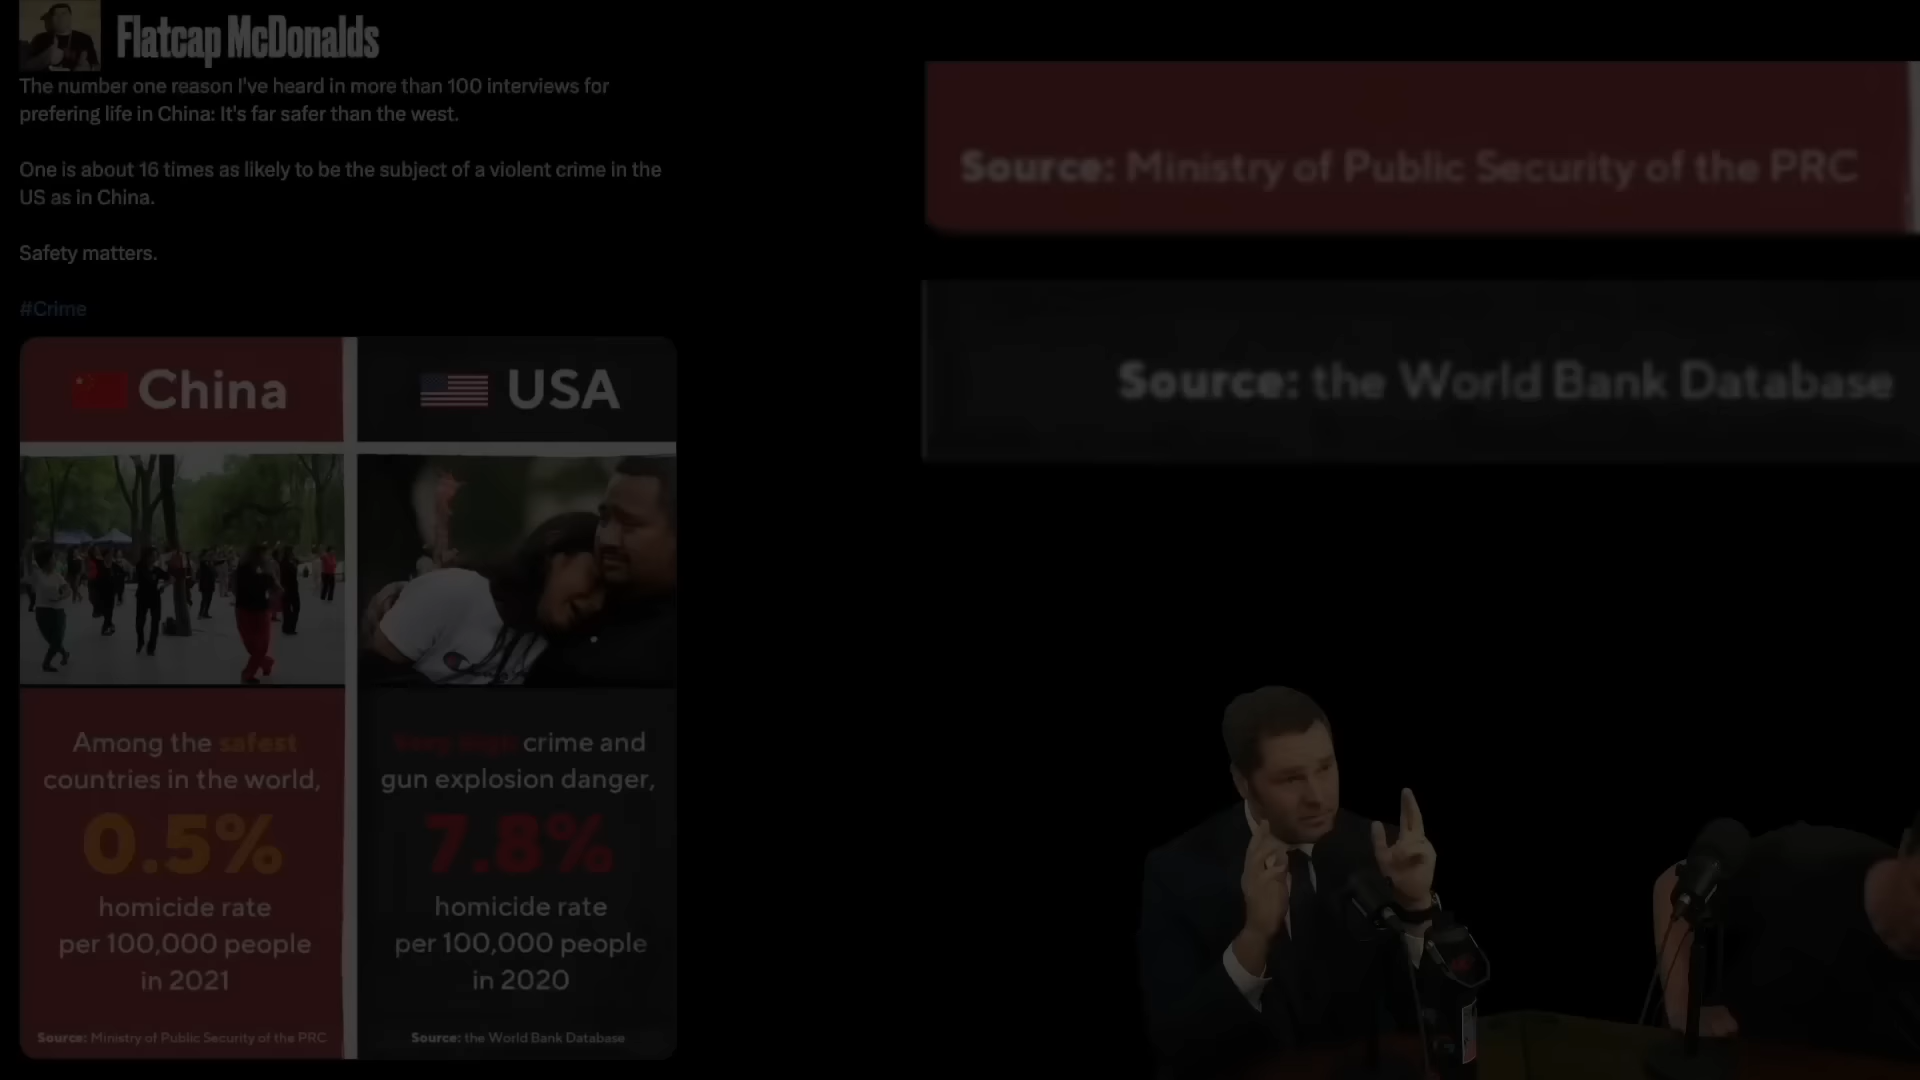 Flatcap McDonalds
The number one reason I've heard in more than 100 interviews for
prefering life in China: It's far safer than the west.
One is about 16 times as likely to be the subject of a violent crime in the
US as in China.
Safety matters.
#Crime
China
Among the safest
countries in the world,
0.5%
homicide rate
per 100,000 people
in 2021
Source: Ministry of Public Security of the PRC
USA
Very high crime and
gun explosion danger,
7.8%
homicide rate
per 100,000 people
in 2020
Source: the World Bank Database
Source: Ministry of Public Security of the PRC
Source: the World Bank Database